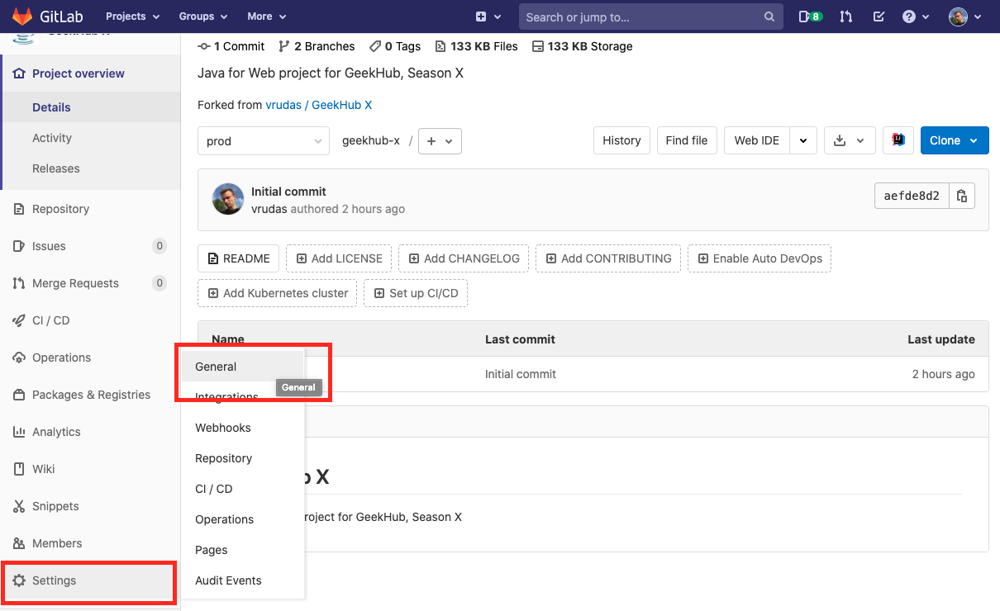 GitLab Projects Groups More Search or jump to... 8
1 Commit 2 Branches 0 Tags 133 KB Files 133 KB Storage
Java for Web project for GeekHub, Season X
Forked from vrudas / GeekHub X
prod geekhub-x / + History Find file Web IDE Clone
Initial commit
vrudas authored 2 hours ago
aefde8d2
README Add LICENSE Add CHANGELOG Add CONTRIBUTING Enable Auto DevOps
Add Kubernetes cluster Set up CI/CD
Name Last commit Last update
Initial commit 2 hours ago
X
roject for GeekHub, Season X
Project overview
Details
Activity
Releases
Repository
Issues 0
Merge Requests 0
CI / CD
Operations
Packages & Registries
Analytics
Wiki
Snippets
Members
Settings
General
General
Integrations
Webhooks
Repository
CI / CD
Operations
Pages
Audit Events